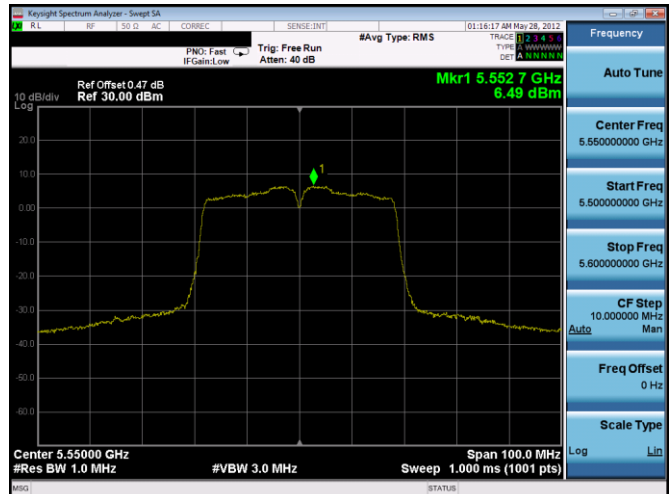 Keysight Spectrum Analyzer - Swept SA
RL RF 50 Ω AC CORREC SENSE:INT 01:16:17 AM May 28, 2012
#Avg Type: RMS TRACE 1 2 3 4 5 6
PNO: Fast Trig: Free Run TYPE A WWWWW
IFGain:Low Atten: 40 dB DET A N N N N N
Mkr1 5.552 7 GHz
6.49 dBm
Ref Offset 0.47 dB
10 dB/div Ref 30.00 dBm
Log
20.0
10.0
1
0.00
-10.0
-20.0
-30.0
-40.0
-50.0
-60.0
Center 5.55000 GHz Span 100.0 MHz
#Res BW 1.0 MHz #VBW 3.0 MHz Sweep 1.000 ms (1001 pts)
MSG STATUS
Frequency
Auto Tune
Center Freq
5.550000000 GHz
Start Freq
5.500000000 GHz
Stop Freq
5.600000000 GHz
CF Step
10.000000 MHz
Auto Man
Freq Offset
0 Hz
Scale Type
Log Lin